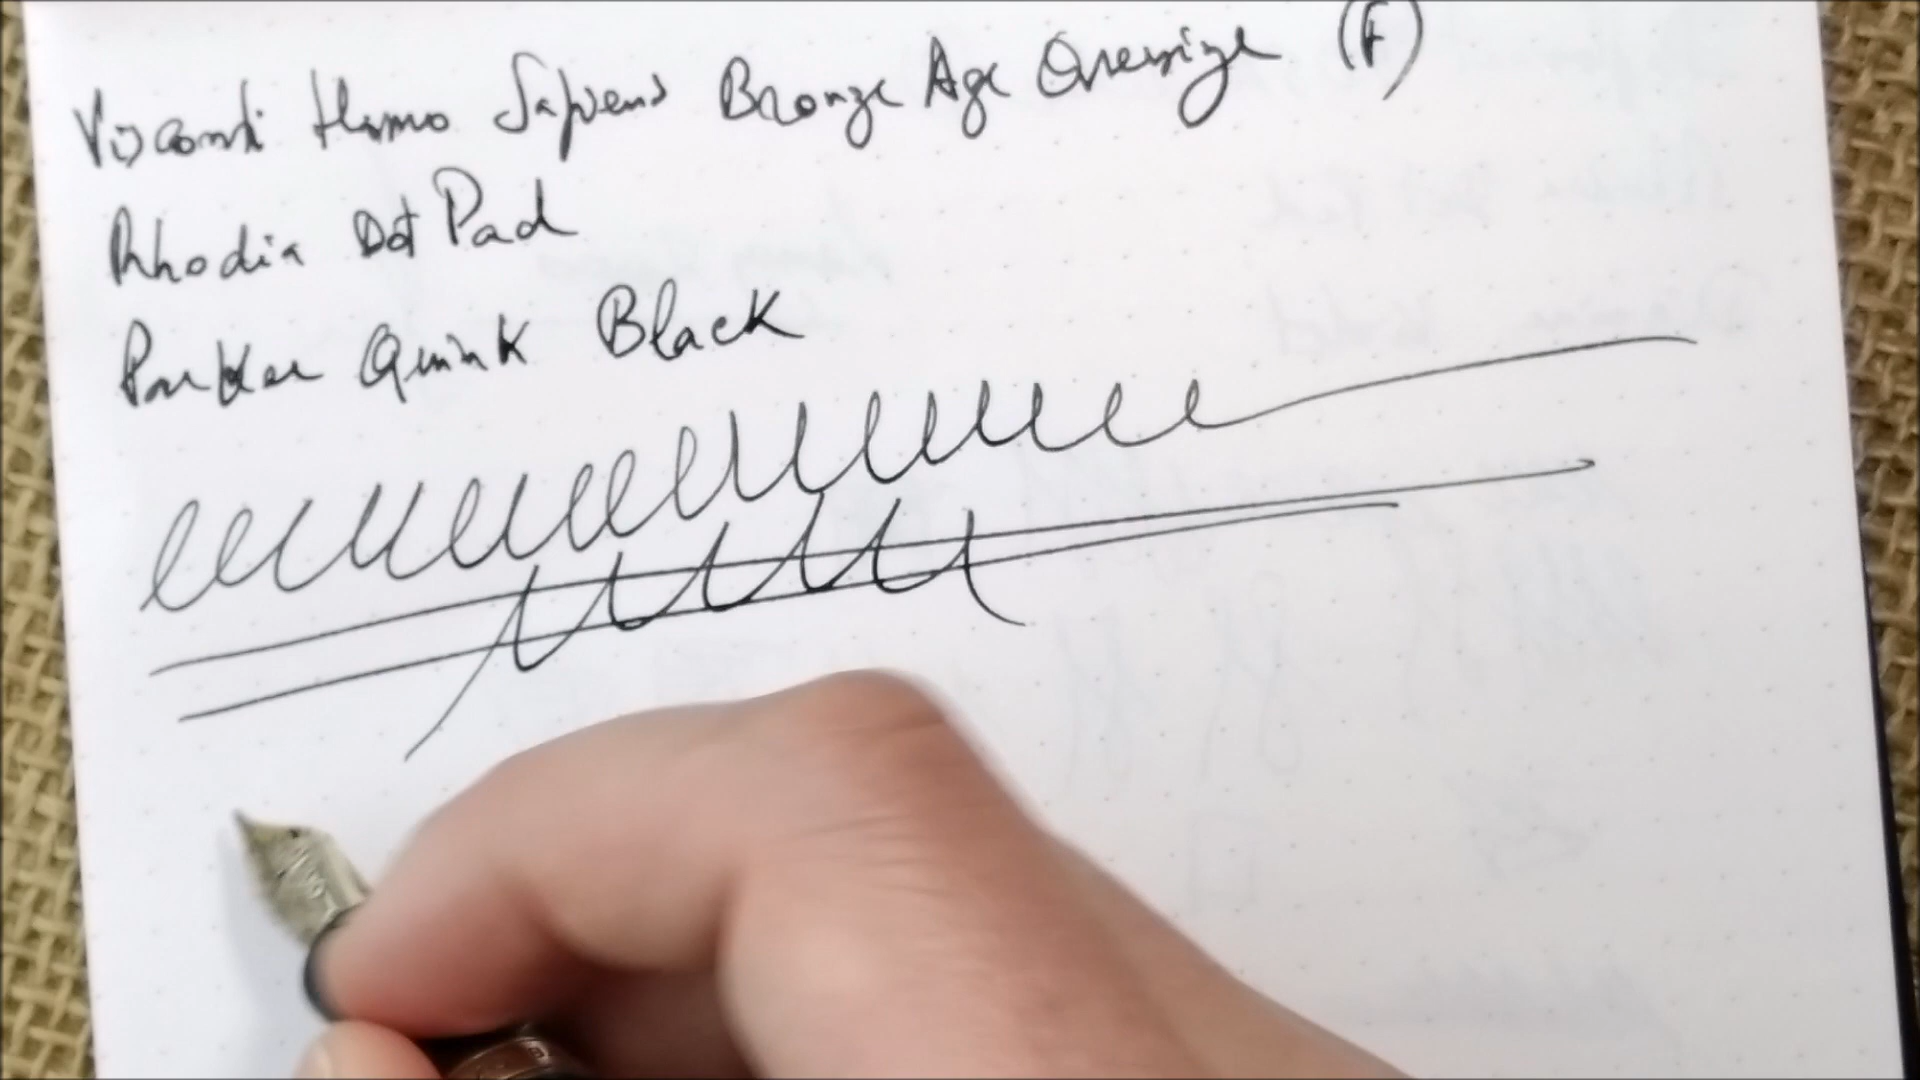 Visconti Homo Sapiens Bronze Age Oversize (F)
Rhodia Dot Pad
Parker Quink Black